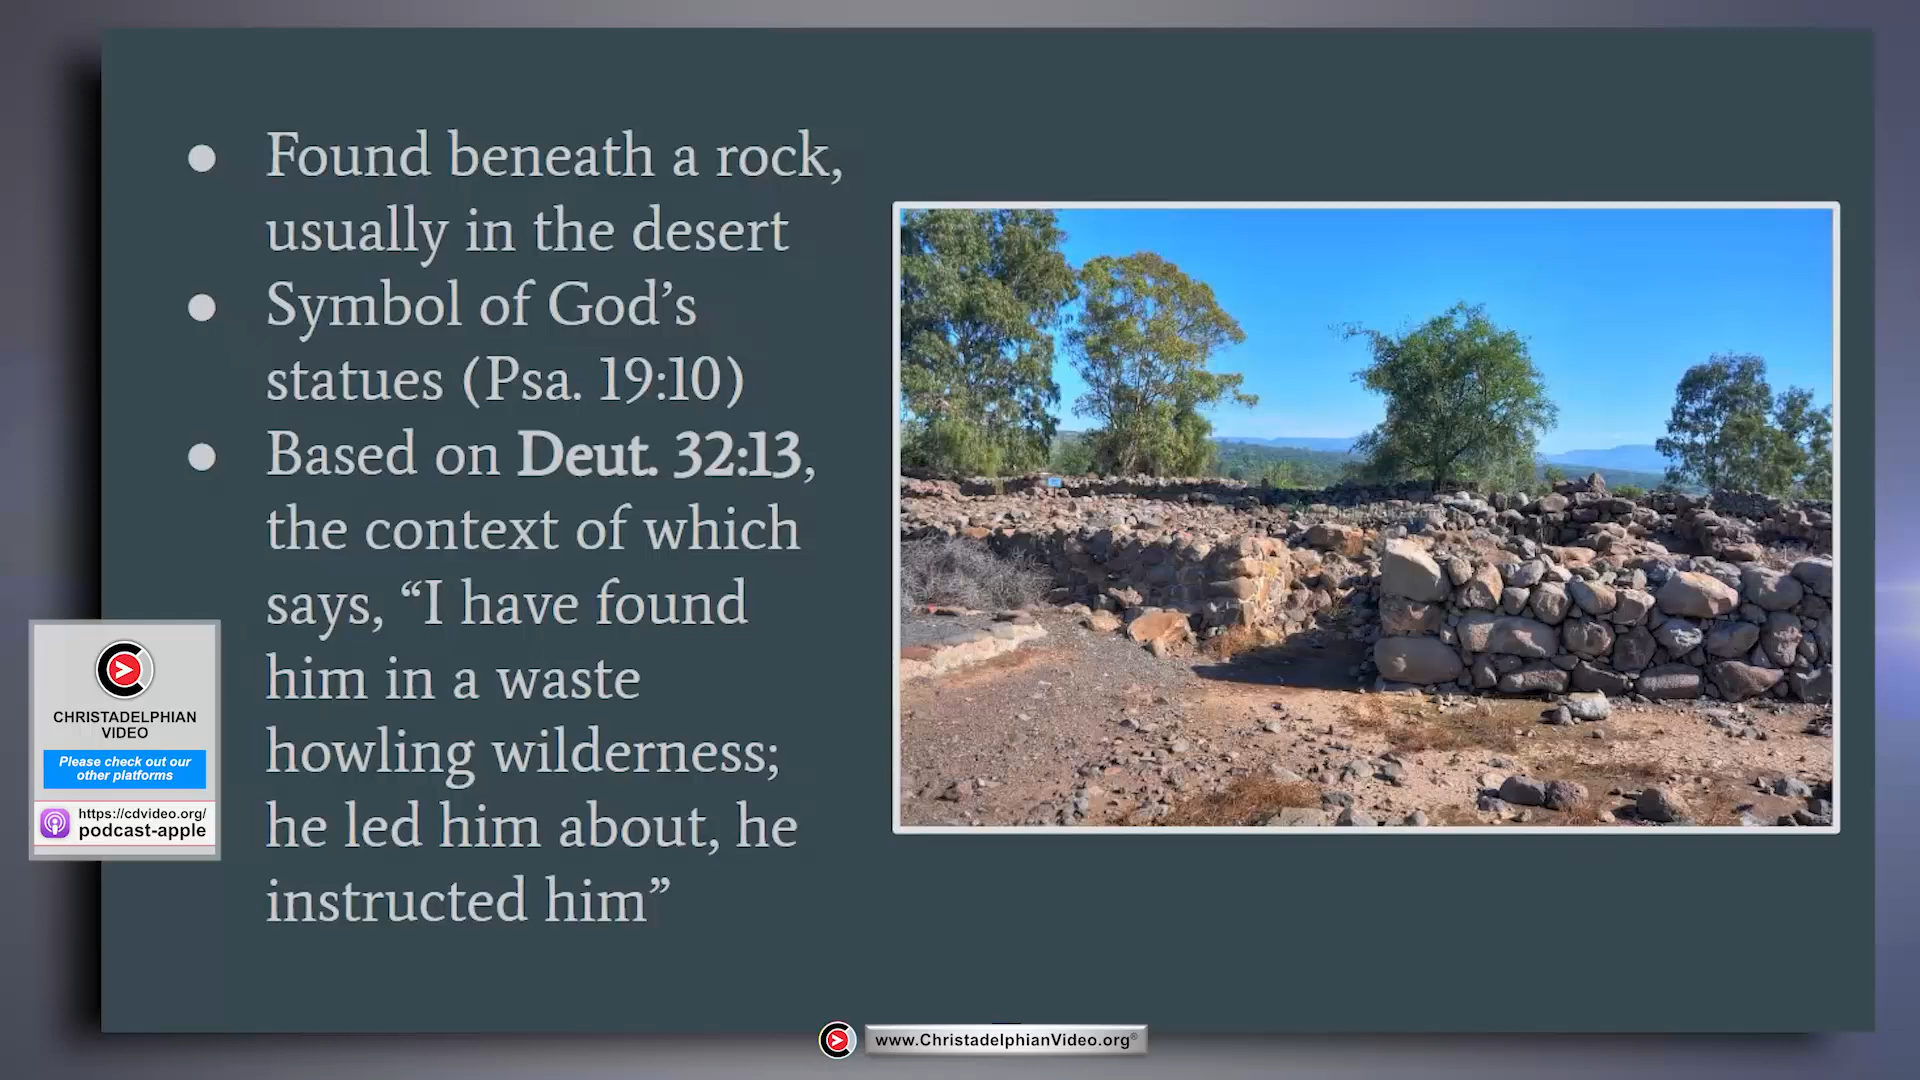 ● Found beneath a rock,
usually in the desert
● Symbol of God’s
statues (Psa. 19:10)
● Based on Deut. 32:13,
the context of which
says, “I have found
him in a waste
howling wilderness;
he led him about, he
instructed him”
CHRISTADELPHIAN
VIDEO
Please check out our
other platforms
https://cdvideo.org/
podcast-apple
www.ChristadelphianVideo.org®